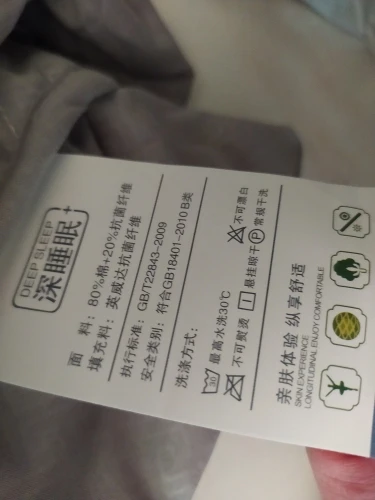 DEEP SLEEP
深睡眠+
面 料：80%棉+20%抗菌纤维
填充料：英威达抗菌纤维
执行标准：GB/T22843-2009
安全类别：符合GB18401-2010 B类
洗涤方式：
30 最高水洗30℃ 不可漂白
不可熨烫 悬挂晾干 P 常规干洗
亲肤体验 纵享舒适
SKIN EXPERIENCE
LONGITUDINAL ENJOY COMFORTABLE